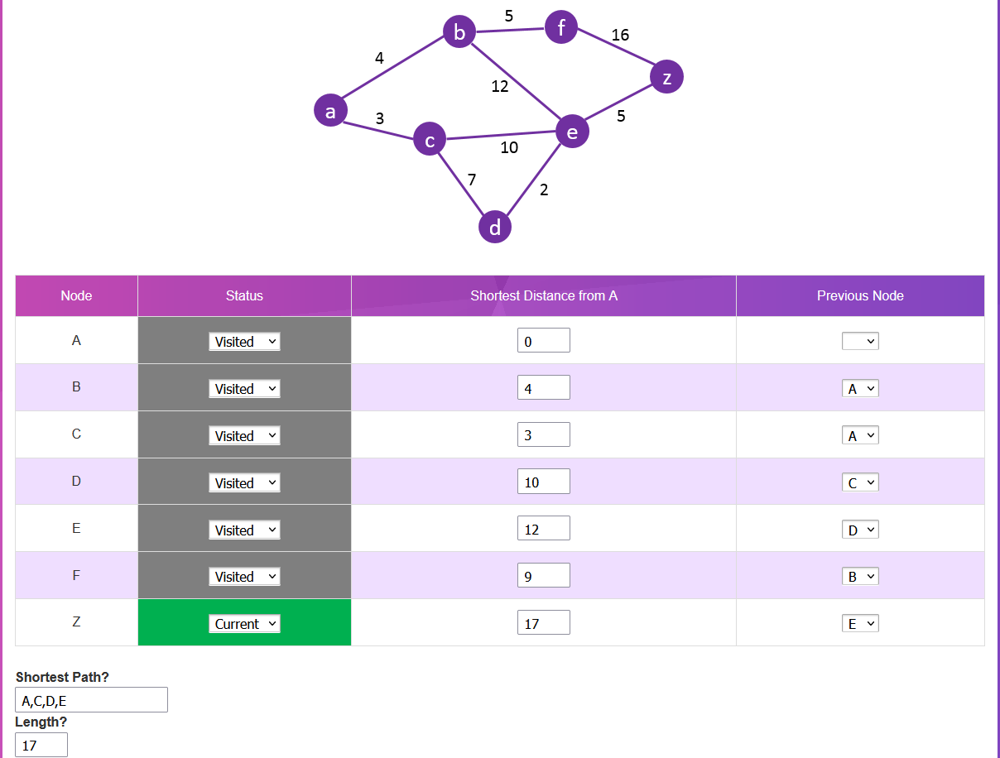 5
b
f
16
4
z
12
a
3
5
c
e
10
7
2
d
Node Status Shortest Distance from A Previous Node
A Visited 0
B Visited 4 A
C Visited 3 A
D Visited 10 C
E Visited 12 D
F Visited 9 B
Z Current 17 E
Shortest Path?
A,C,D,E
Length?
17